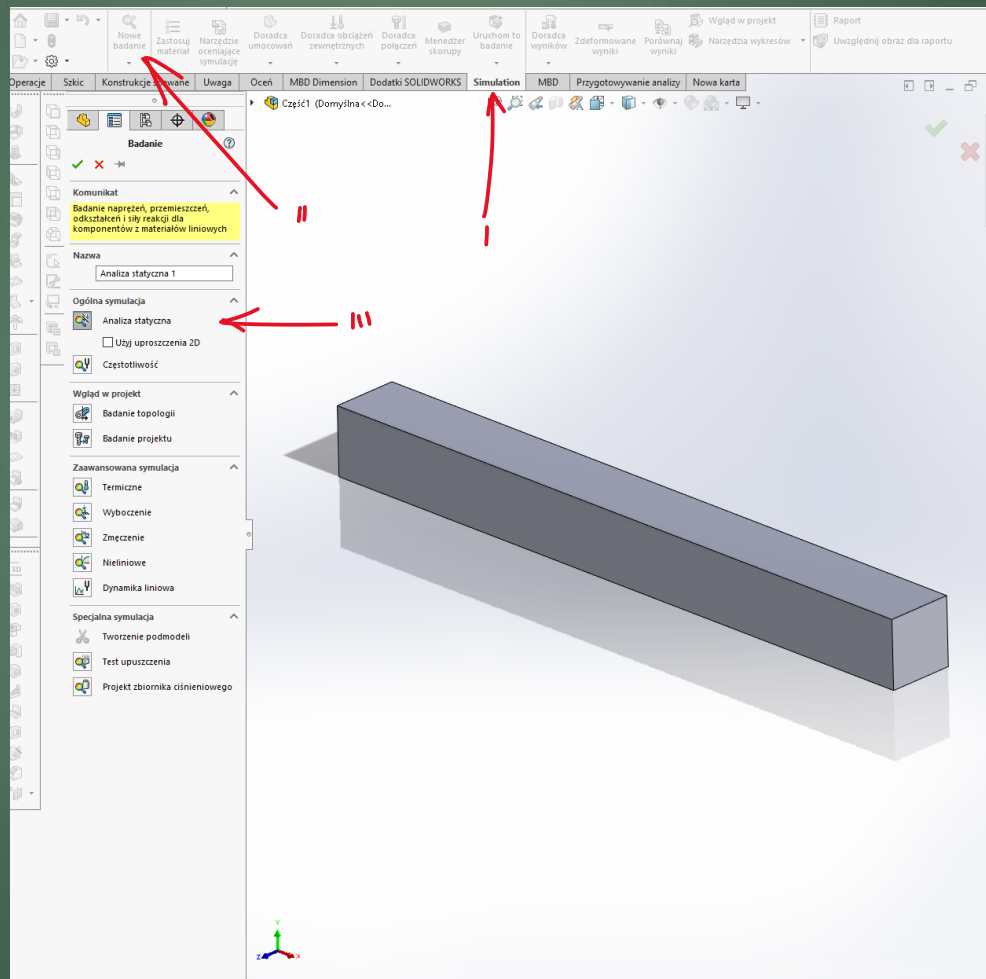 Nowe badanie
Zastosuj materiał
Narzędzie oceniające symulację
Doradca umocowań
Doradca obciążeń zewnętrznych
Doradca połączeń
Menedżer skorupy
Uruchom to badanie
Doradca wyników
Zdeformowane wyniki
Porównaj wyniki
Wgląd w projekt
Narzędzia wykresów
Raport
Uwzględnij obraz dla raportu
Operacje Szkic Konstrukcje spawane Uwaga Oceń MBD Dimension Dodatki SOLIDWORKS Simulation MBD Przygotowywanie analizy Nowa karta
Część1 (Domyślna<<Do...
Badanie
Komunikat
Badanie naprężeń, przemieszczeń,
odkształceń i siły reakcji dla
komponentów z materiałów liniowych
Nazwa
Analiza statyczna 1
Ogólna symulacja
Analiza statyczna
Użyj uproszczenia 2D
Częstotliwość
Wgląd w projekt
Badanie topologii
Badanie projektu
Zaawansowana symulacja
Termiczne
Wyboczenie
Zmęczenie
Nieliniowe
Dynamika liniowa
Specjalna symulacja
Tworzenie podmodeli
Test upuszczenia
Projekt zbiornika ciśnieniowego
I
II
III
Y
Z
X